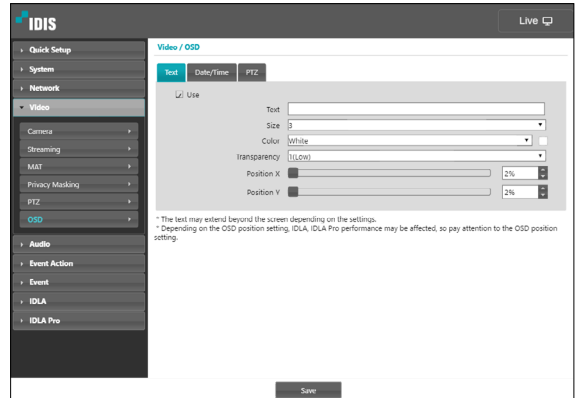 IDIS
Live
Quick Setup
System
Network
Video
Camera
Streaming
MAT
Privacy Masking
PTZ
OSD
Audio
Event Action
Event
IDLA
IDLA Pro
Video / OSD
Text Date/Time PTZ
Use
Text
Size 3
Color White
Transparency 1(Low)
Position X 2%
Position Y 2%
* The text may extend beyond the screen depending on the settings.
* Depending on the OSD position setting, IDLA, IDLA Pro performance may be affected, so pay attention to the OSD position
setting.
Save